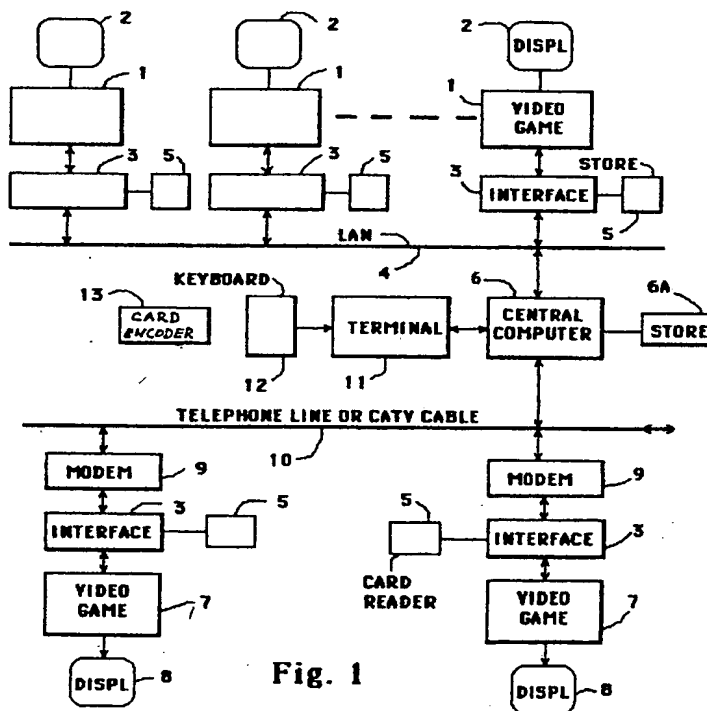 2
2
2
DISPL
1
1
1
VIDEO
GAME
3
5
3
5
3
STORE
INTERFACE
5
LAN
4
13
CARD
ENCODER
KEYBOARD
12
TERMINAL
11
6
CENTRAL
COMPUTER
6A
STORE
TELEPHONE LINE OR CATY CABLE
10
MODEM
9
MODEM
9
3
INTERFACE
5
5
CARD
READER
INTERFACE
3
VIDEO
GAME
7
VIDEO
GAME
7
DISPL
8
Fig. 1
DISPL
8